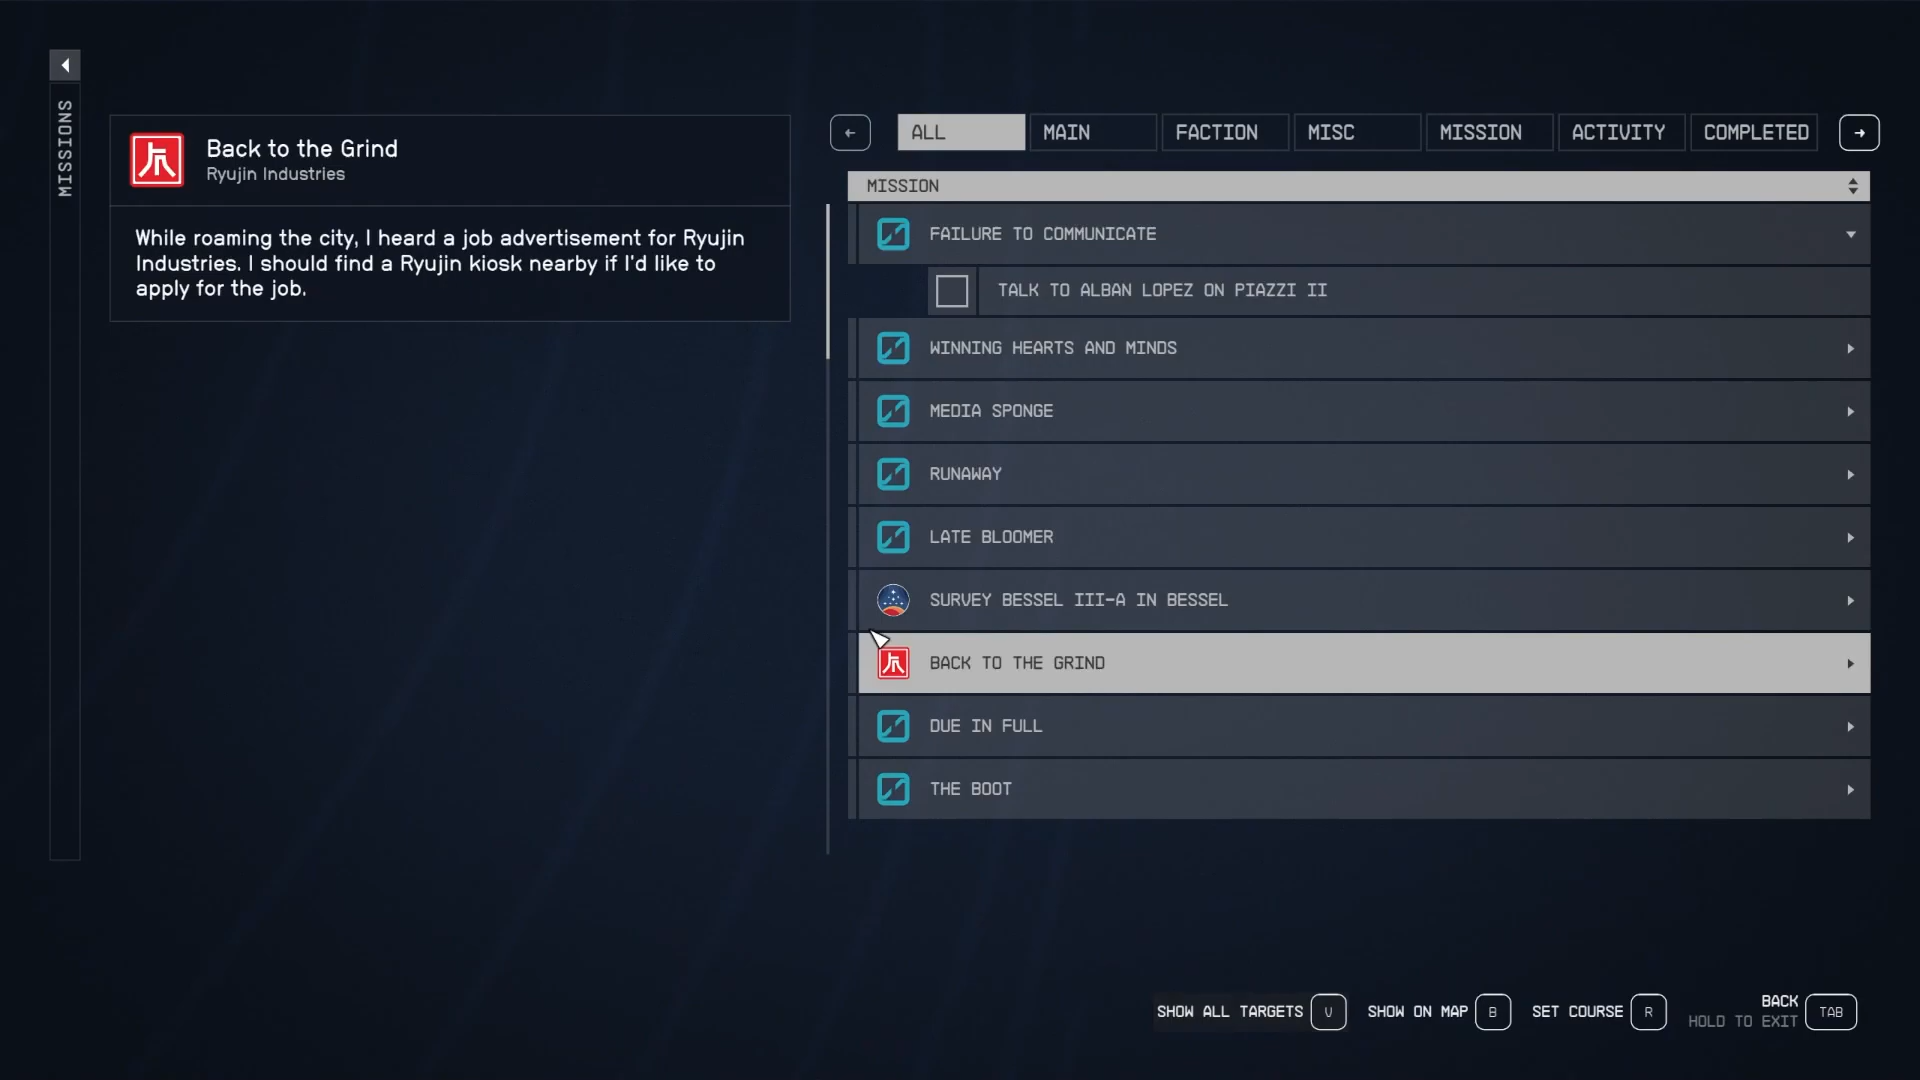 MISSIONS
Back to the Grind
Ryujin Industries
While roaming the city, I heard a job advertisement for Ryujin
Industries. I should find a Ryujin kiosk nearby if I'd like to
apply for the job.
ALL
MAIN
FACTION
MISC
MISSION
ACTIVITY
COMPLETED
MISSION
FAILURE TO COMMUNICATE
TALK TO ALBAN LOPEZ ON PIAZZI II
WINNING HEARTS AND MINDS
MEDIA SPONGE
RUNAWAY
LATE BLOOMER
SURVEY BESSEL III-A IN BESSEL
BACK TO THE GRIND
DUE IN FULL
THE BOOT
SHOW ALL TARGETS V
SHOW ON MAP B
SET COURSE R
BACK
HOLD TO EXIT
TAB